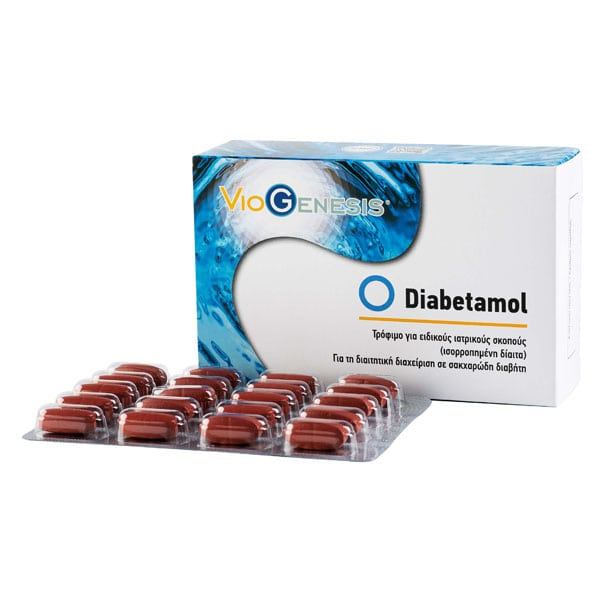 VIOGENESIS®
Diabetamol
Τρόφιμο για ειδικούς ιατρικούς σκοπούς
(ισορροπημένη δίαιτα)
Για τη διαιτητική διαχείριση σε σακχαρώδη διαβήτη